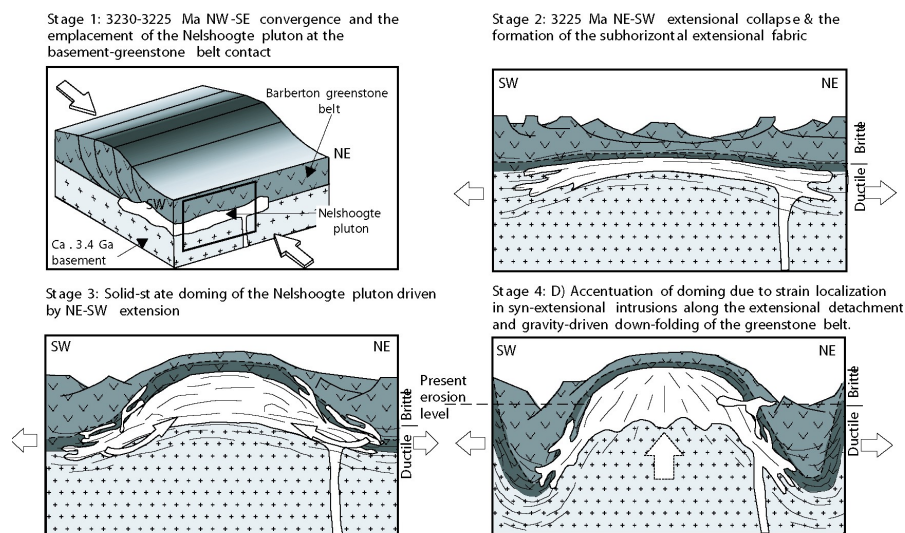 Stage 1: 3230-3225 Ma NW-SE convergence and the
emplacement of the Nelshoogte pluton at the
basement-greenstone belt contact
Barberton greenstone
belt
NE
SW
Nelshoogte
pluton
Ca . 3.4 Ga
basement
Stage 2: 3225 Ma NE-SW extensional collapse & the
formation of the subhorizontal extensional fabric
SW
NE
Brittle
Ductile
Stage 3: Solid-state doming of the Nelshoogte pluton driven
by NE-SW extension
SW
NE
Brittle
Ductile
Present
erosion
level
Stage 4: D) Accentuation of doming due to strain localization
in syn-extensional intrusions along the extensional detachment
and gravity-driven down-folding of the greenstone belt.
SW
NE
Brittle
Ductile